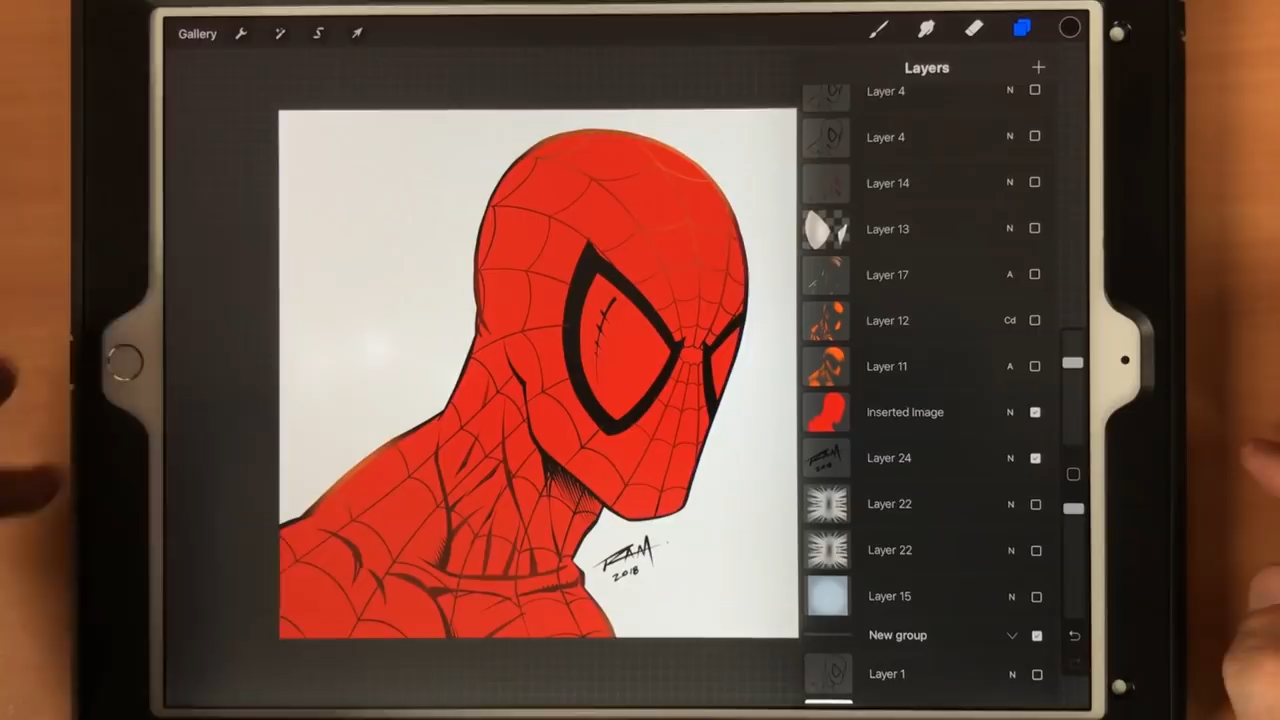 Gallery
Layers
Layer 4 N
Layer 4 N
Layer 14 N
Layer 13 N
Layer 17 A
Layer 12 Cd
Layer 11 A
Inserted Image N
Layer 24 N
Layer 22 N
Layer 22 N
Layer 15 N
New group
Layer 1 N
RAM
2018